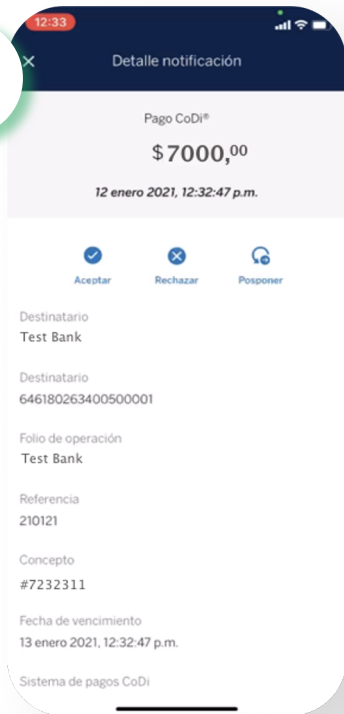 12:33
Detalle notificación
Pago CoDi®
$7000,00
12 enero 2021, 12:32:47 p.m.
Aceptar Rechazar Posponer
Destinatario
Test Bank
Destinatario
646180263400500001
Folio de operación
Test Bank
Referencia
210121
Concepto
#7232311
Fecha de vencimiento
13 enero 2021, 12:32:47 p.m.
Sistema de pagos CoDi